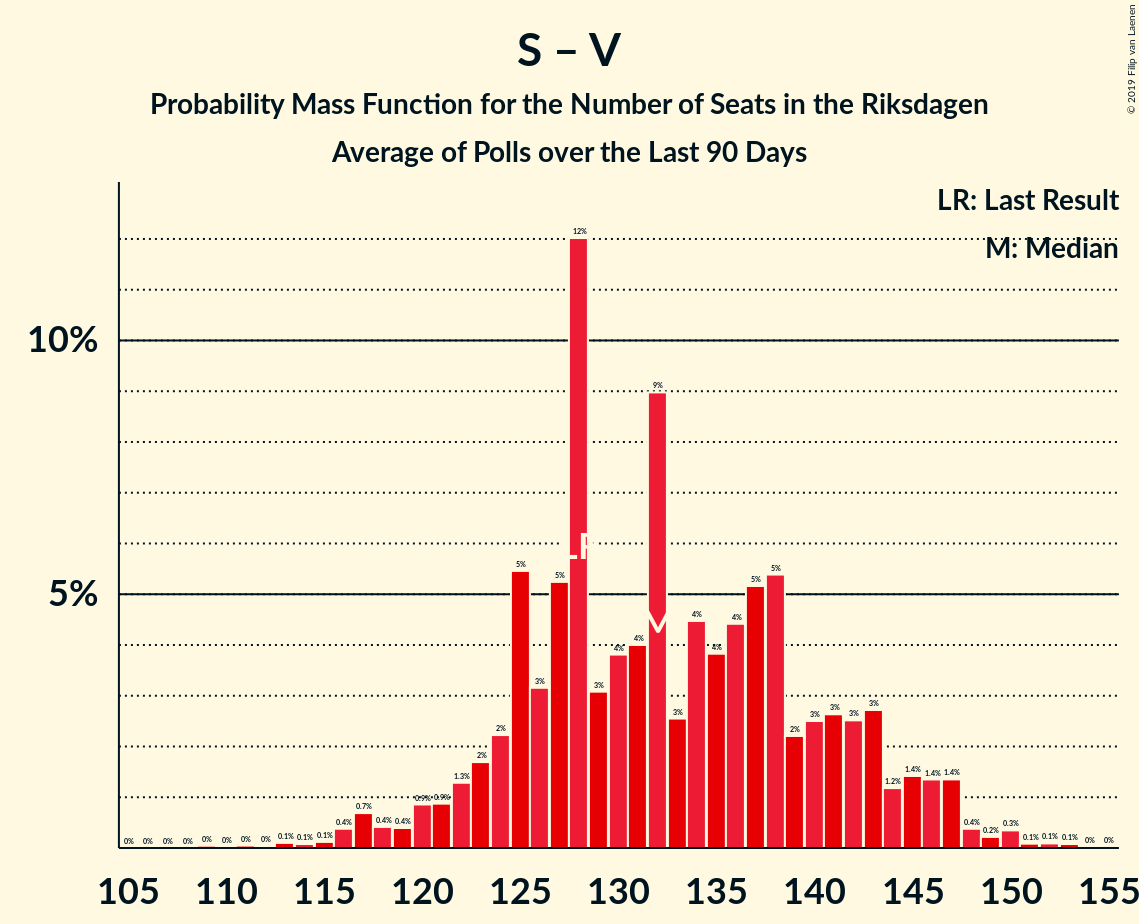 S – V
Probability Mass Function for the Number of Seats in the Riksdagen
Average of Polls over the Last 90 Days
© 2019 Filip van Laenen
LR: Last Result
M: Median
10%
5%
0% 0% 0% 0% 0% 0% 0% 0% 0.1% 0.1% 0.1% 0.4% 0.7% 0.4% 0.4% 0.9% 0.9% 1.3% 2% 2% 5% 3% 5% 12% 3% 4% 4% 9% 3% 4% 4% 4% 5% 5% 2% 3% 3% 3% 3% 1.2% 1.4% 1.4% 1.4% 0.4% 0.2% 0.3% 0.1% 0.1% 0.1% 0% 0%
105 110 115 120 125 130 135 140 145 150 155